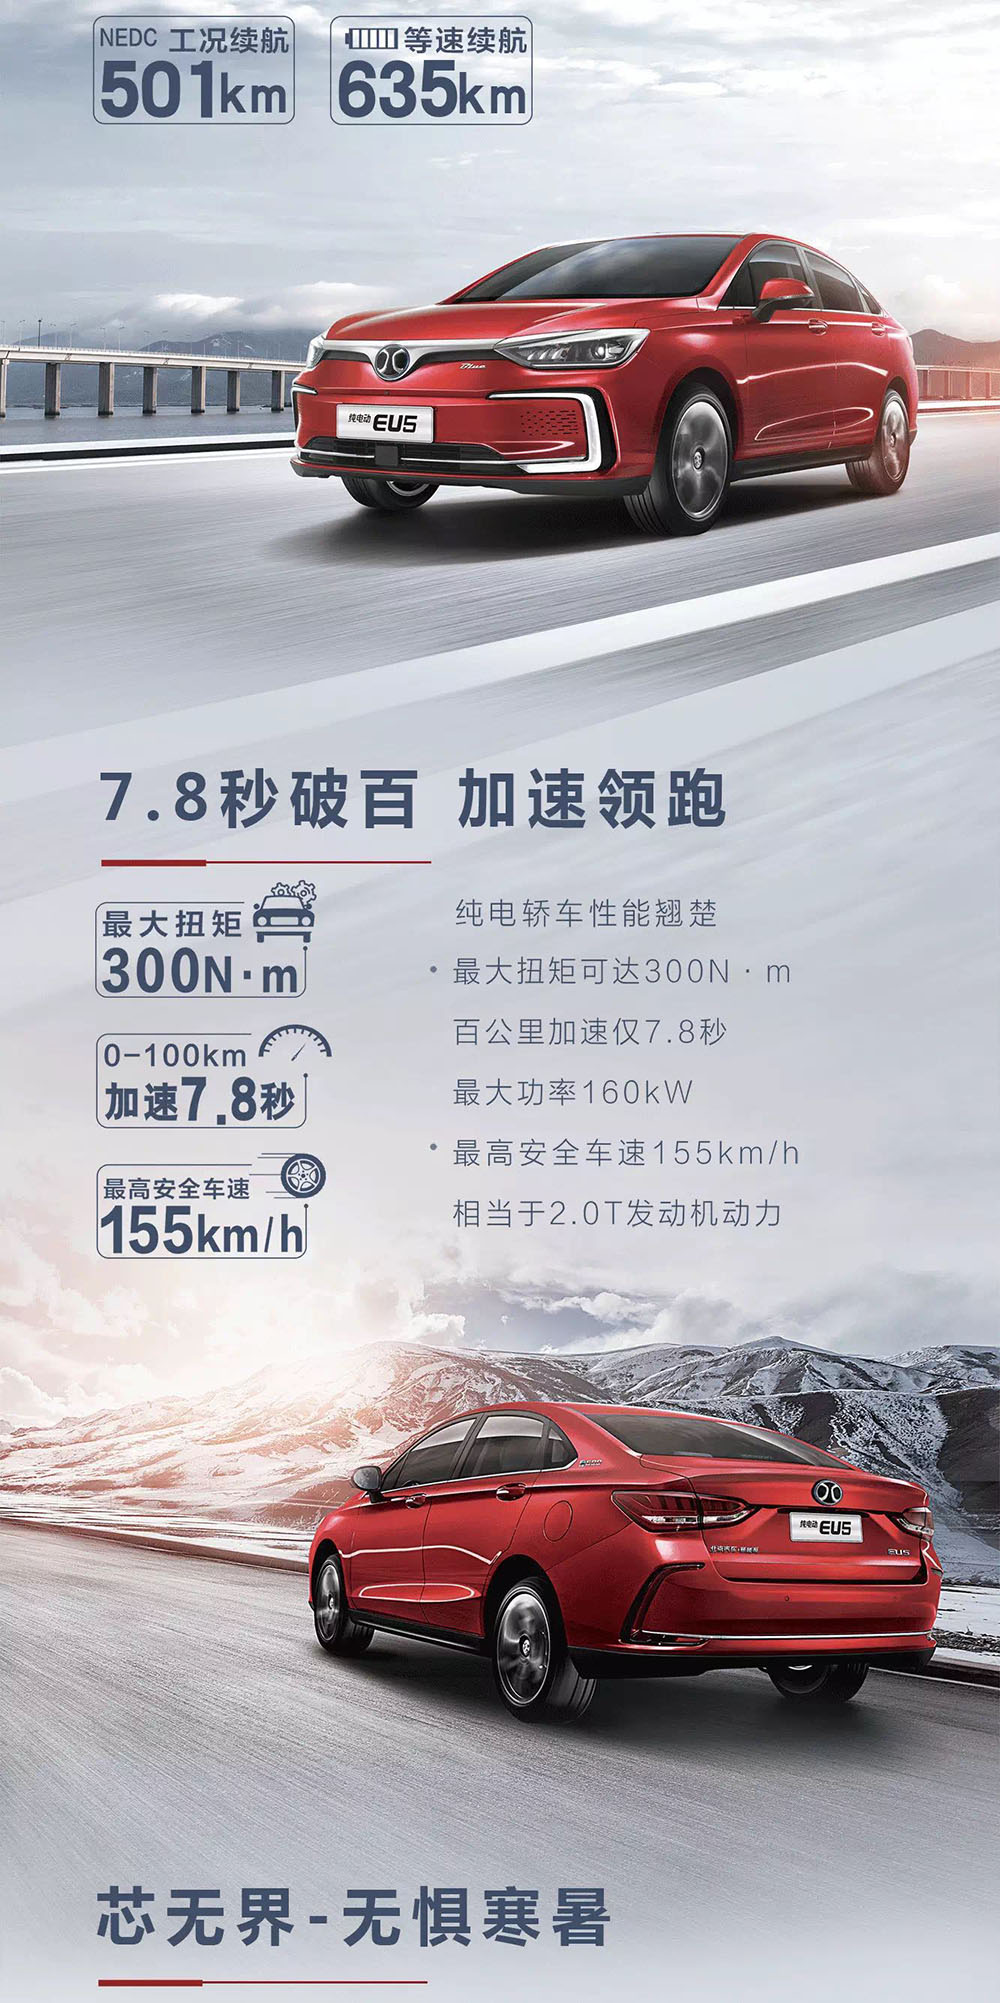 NEDC 工况续航
501km
等速续航
635km
Blue
纯电动 EU5
7.8秒破百 加速领跑
最大扭矩
300N·m
0-100km
加速7.8秒
最高安全车速
155km/h
纯电轿车性能翘楚
• 最大扭矩可达300N·m
百公里加速仅7.8秒
最大功率160kW
• 最高安全车速155km/h
相当于2.0T发动机动力
纯电动 EU5
EU5
芯无界-无惧寒暑